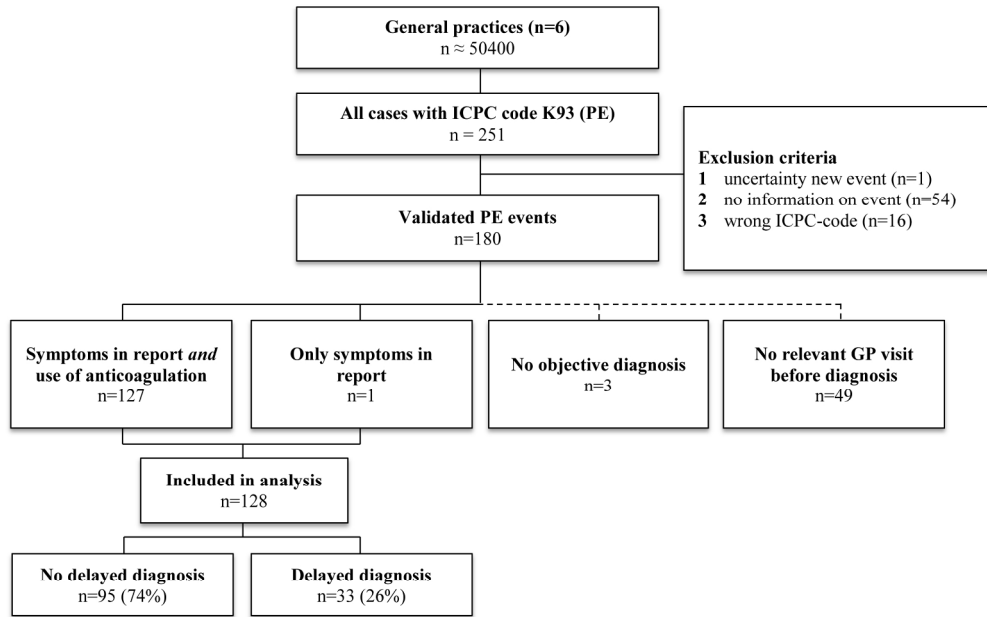 General practices (n=6)
n ≈ 50400
All cases with ICPC code K93 (PE)
n = 251
Exclusion criteria
1 uncertainty new event (n=1)
2 no information on event (n=54)
3 wrong ICPC-code (n=16)
Validated PE events
n=180
Symptoms in report and
use of anticoagulation
n=127
Only symptoms in
report
n=1
No objective diagnosis
n=3
No relevant GP visit
before diagnosis
n=49
Included in analysis
n=128
No delayed diagnosis
n=95 (74%)
Delayed diagnosis
n=33 (26%)